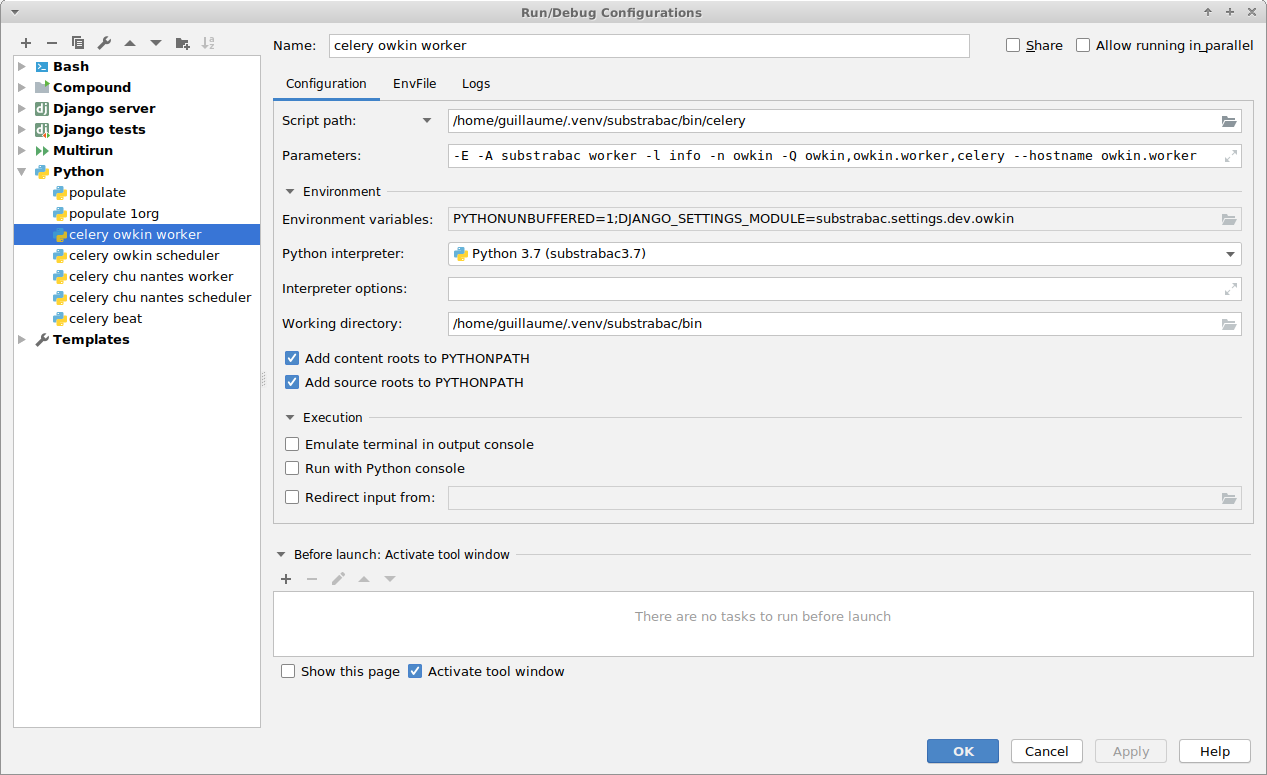 Run/Debug Configurations
Name: celery owkin worker
Share
Allow running in parallel
Bash
Compound
Django server
Django tests
Multirun
Python
populate
populate 1org
celery owkin worker
celery owkin scheduler
celery chu nantes worker
celery chu nantes scheduler
celery beat
Templates
Configuration EnvFile Logs
Script path: /home/guillaume/.venv/substrabac/bin/celery
Parameters: -E -A substrabac worker -l info -n owkin -Q owkin,owkin.worker,celery --hostname owkin.worker
Environment
Environment variables: PYTHONUNBUFFERED=1;DJANGO_SETTINGS_MODULE=substrabac.settings.dev.owkin
Python interpreter: Python 3.7 (substrabac3.7)
Interpreter options:
Working directory: /home/guillaume/.venv/substrabac/bin
Add content roots to PYTHONPATH
Add source roots to PYTHONPATH
Execution
Emulate terminal in output console
Run with Python console
Redirect input from:
Before launch: Activate tool window
There are no tasks to run before launch
Show this page Activate tool window
OK Cancel Apply Help